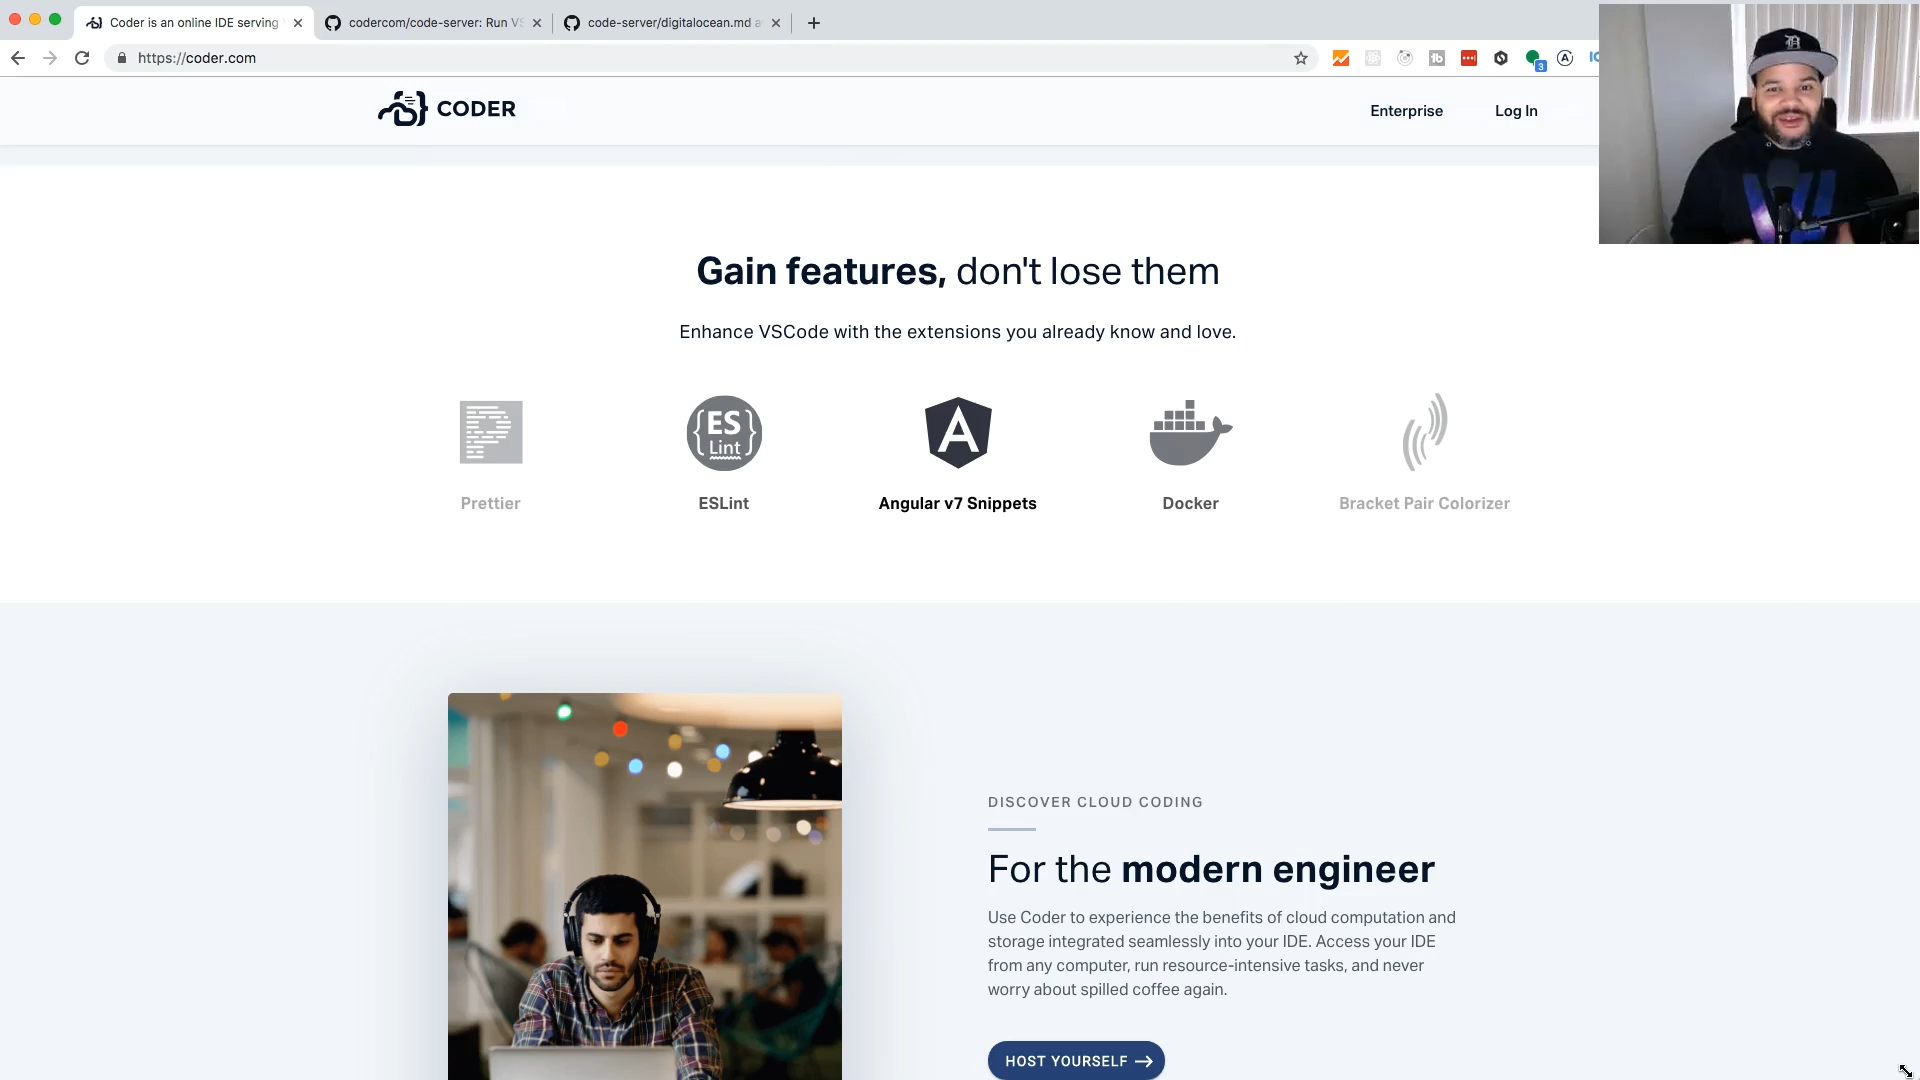 Coder is an online IDE serving
codercom/code-server: Run VS
code-server/digitalocean.md a
https://coder.com
3
CODER
Enterprise
Log In
Gain features, don't lose them
Enhance VSCode with the extensions you already know and love.
ES
Lint
Prettier
ESLint
Angular v7 Snippets
Docker
Bracket Pair Colorizer
DISCOVER CLOUD CODING
For the modern engineer
Use Coder to experience the benefits of cloud computation and
storage integrated seamlessly into your IDE. Access your IDE
from any computer, run resource-intensive tasks, and never
worry about spilled coffee again.
HOST YOURSELF